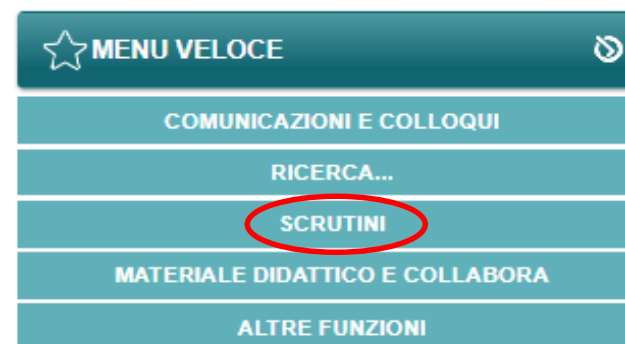 MENU VELOCE
COMUNICAZIONI E COLLOQUI
RICERCA...
SCRUTINI
MATERIALE DIDATTICO E COLLABORA
ALTRE FUNZIONI